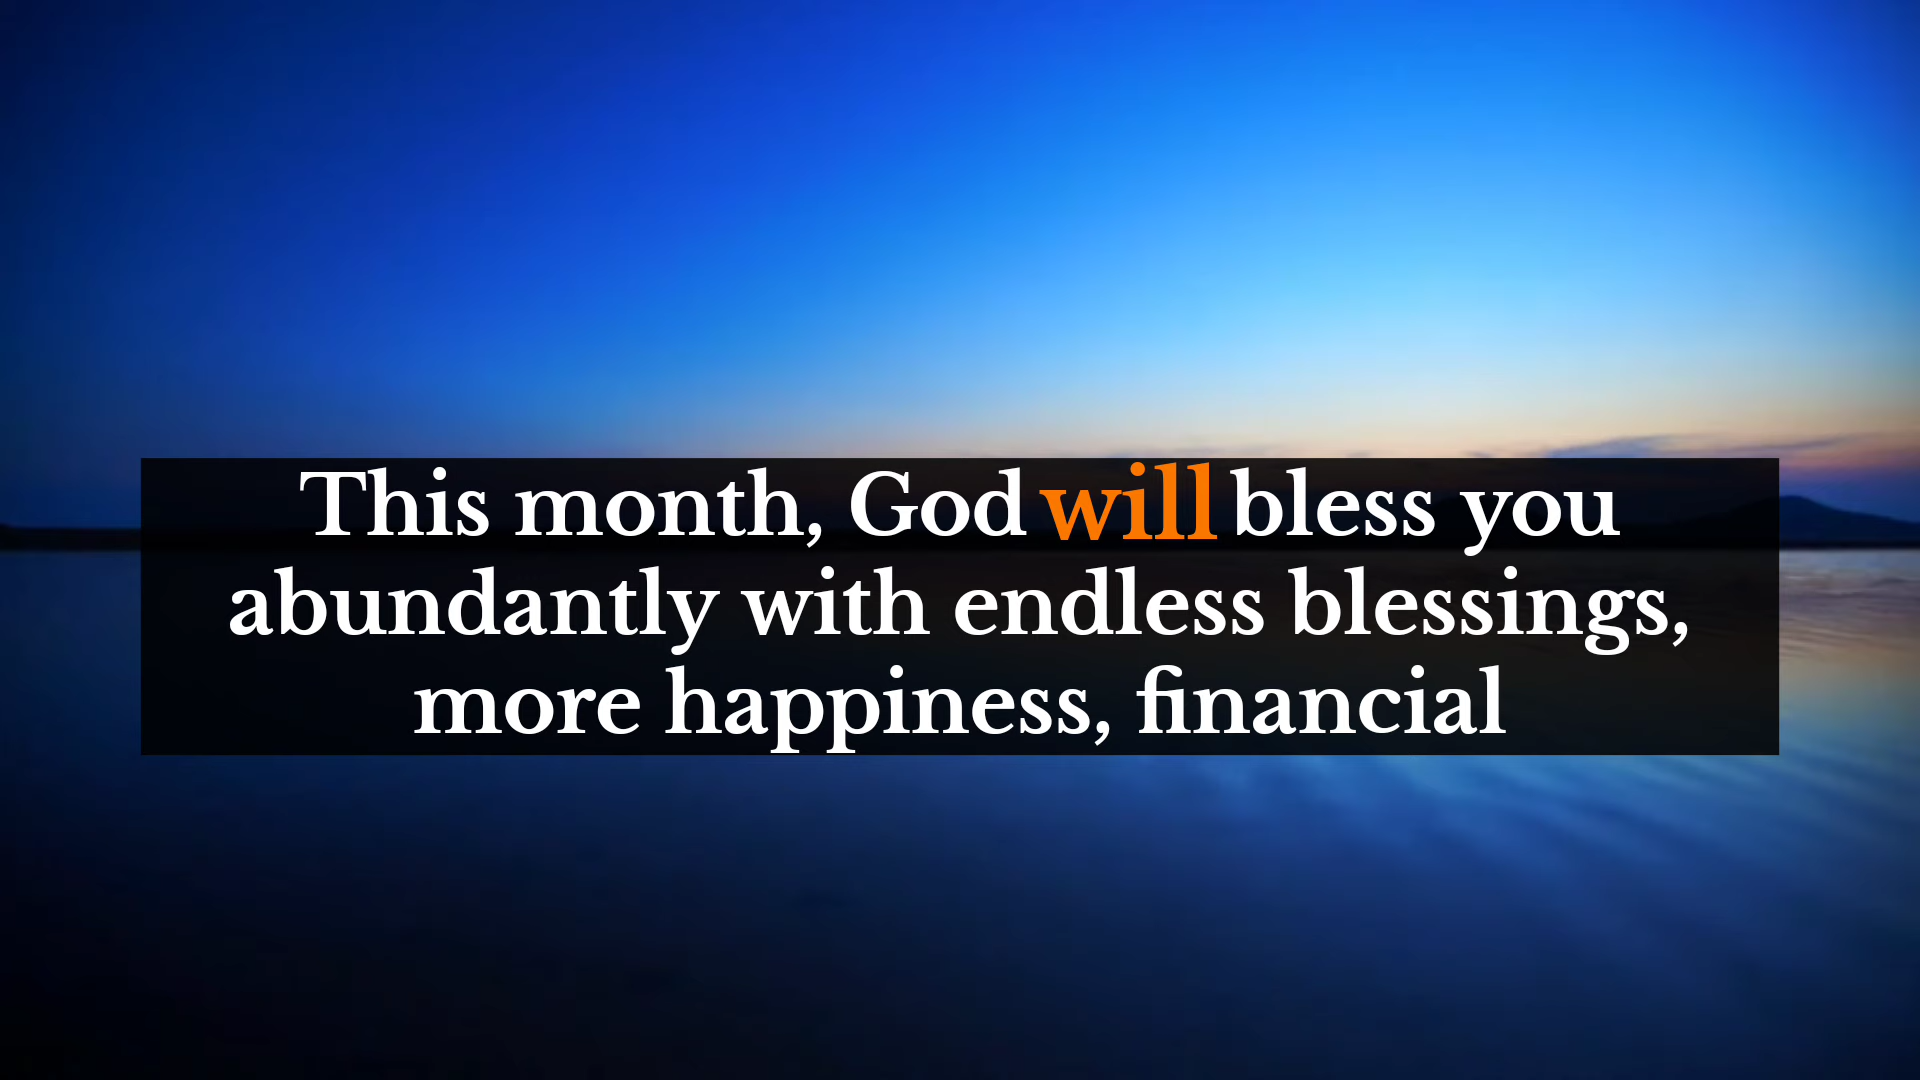 This month, God will bless you
abundantly with endless blessings,
more happiness, financial